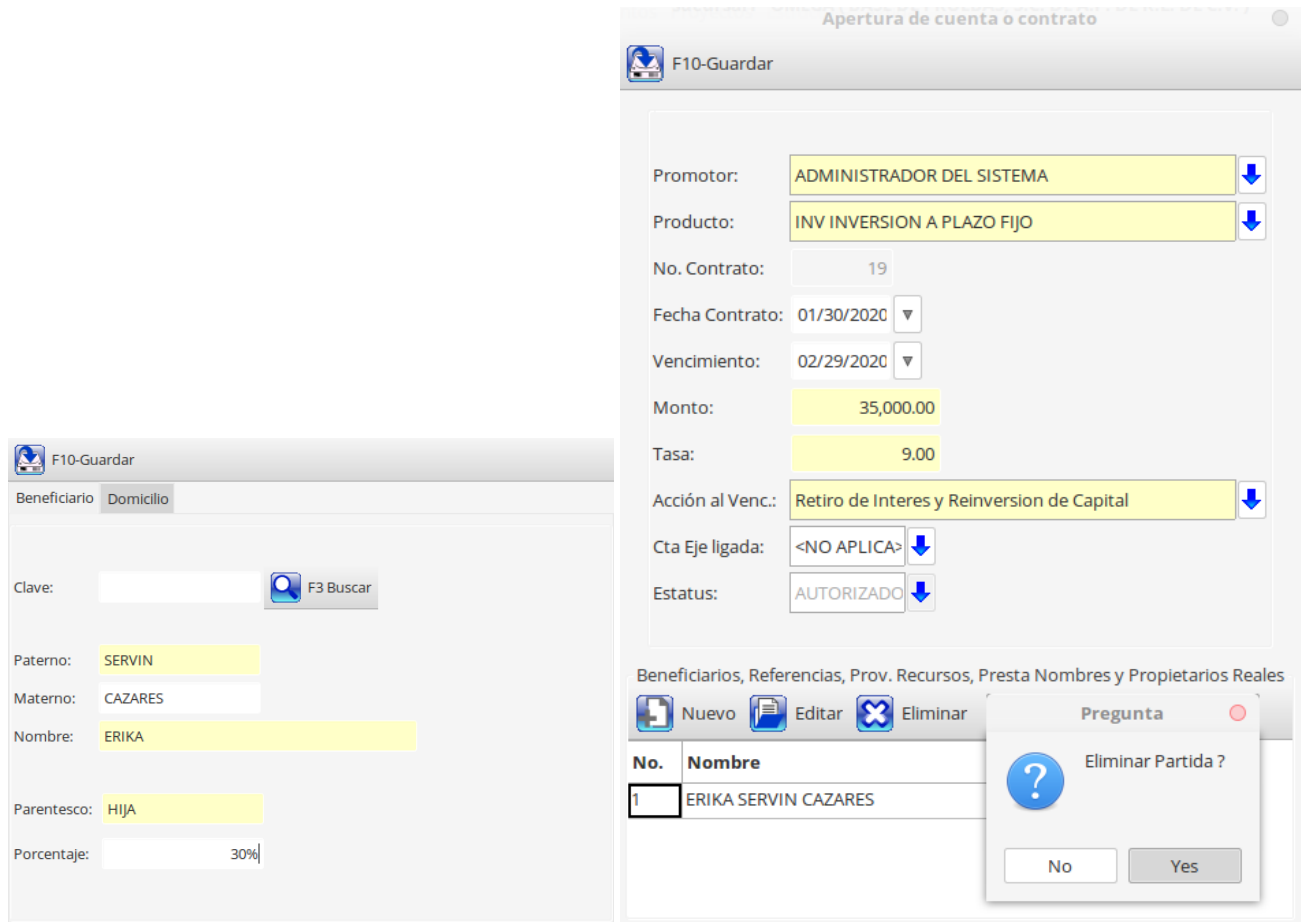 F10-Guardar
Beneficiario Domicilio
Clave: F3 Buscar
Paterno: SERVIN
Materno: CAZARES
Nombre: ERIKA
Parentesco: HIJA
Porcentaje: 30%
Apertura de cuenta o contrato
F10-Guardar
Promotor: ADMINISTRADOR DEL SISTEMA
Producto: INV INVERSION A PLAZO FIJO
No. Contrato: 19
Fecha Contrato: 01/30/2020
Vencimiento: 02/29/2020
Monto: 35,000.00
Tasa: 9.00
Acción al Venc.: Retiro de Interes y Reinversion de Capital
Cta Eje ligada: <NO APLICA>
Estatus: AUTORIZADO
Beneficiarios, Referencias, Prov. Recursos, Presta Nombres y Propietarios Reales
Nuevo Editar Eliminar
No. Nombre
1 ERIKA SERVIN CAZARES
Pregunta
Eliminar Partida ?
No Yes